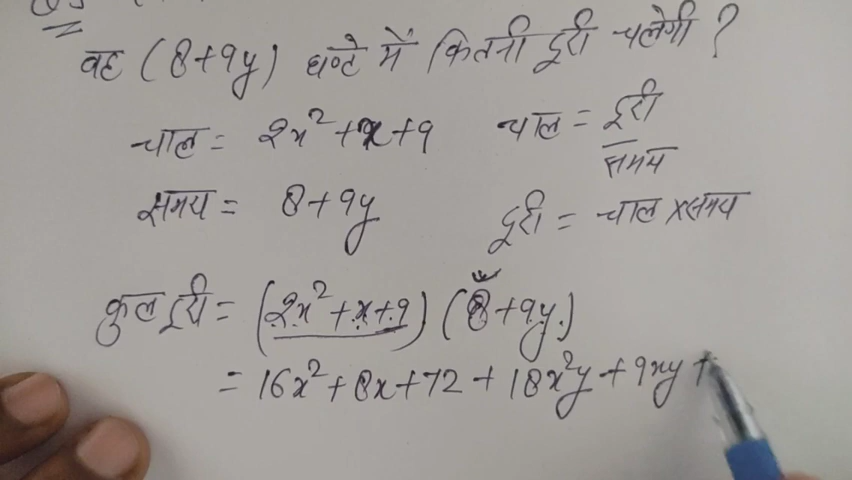 वह (8+9y) घण्टे में कितनी दूरी चलेगी ?
चाल = 2x²+x+9
चाल = दूरी
समय
समय = 8+9y
दूरी = चाल × समय
कुल दूरी = (2x²+x+9) (8+9y)
= 16x²+8x+72 + 18x²y + 9xy +